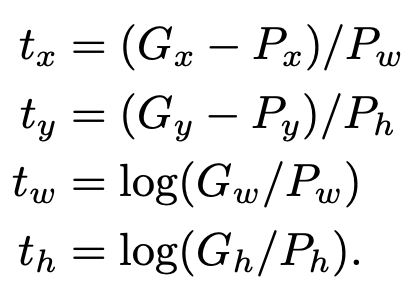 t_x = (G_x − P_x)/P_w
t_y = (G_y − P_y)/P_h
t_w = log(G_w/P_w)
t_h = log(G_h/P_h).